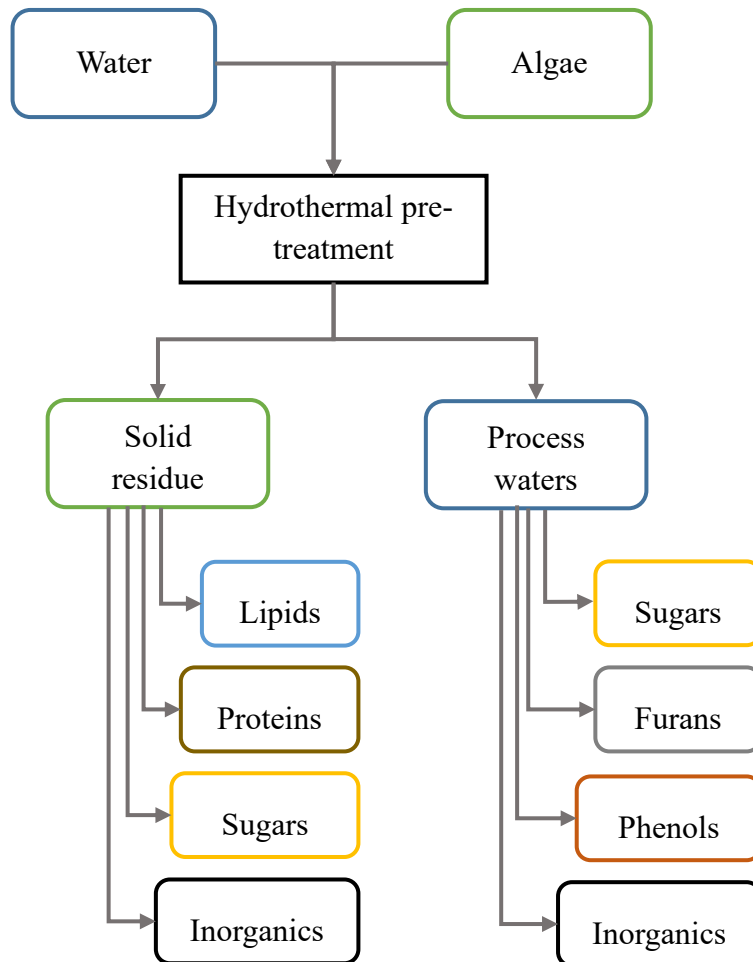 Water
Algae
Hydrothermal pre-
treatment
Solid
residue
Process
waters
Lipids
Proteins
Sugars
Inorganics
Sugars
Furans
Phenols
Inorganics